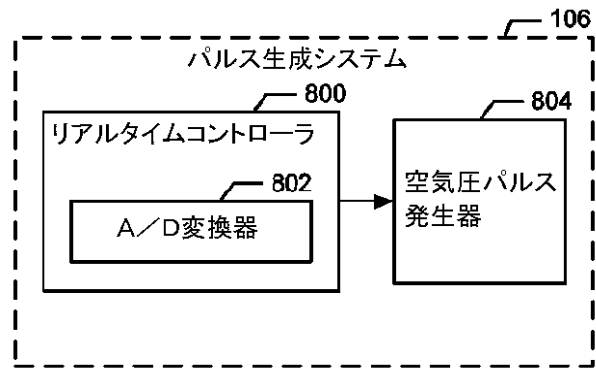 106
パルス生成システム
800
リアルタイムコントローラ
802
A／D変換器
804
空気圧パルス
発生器